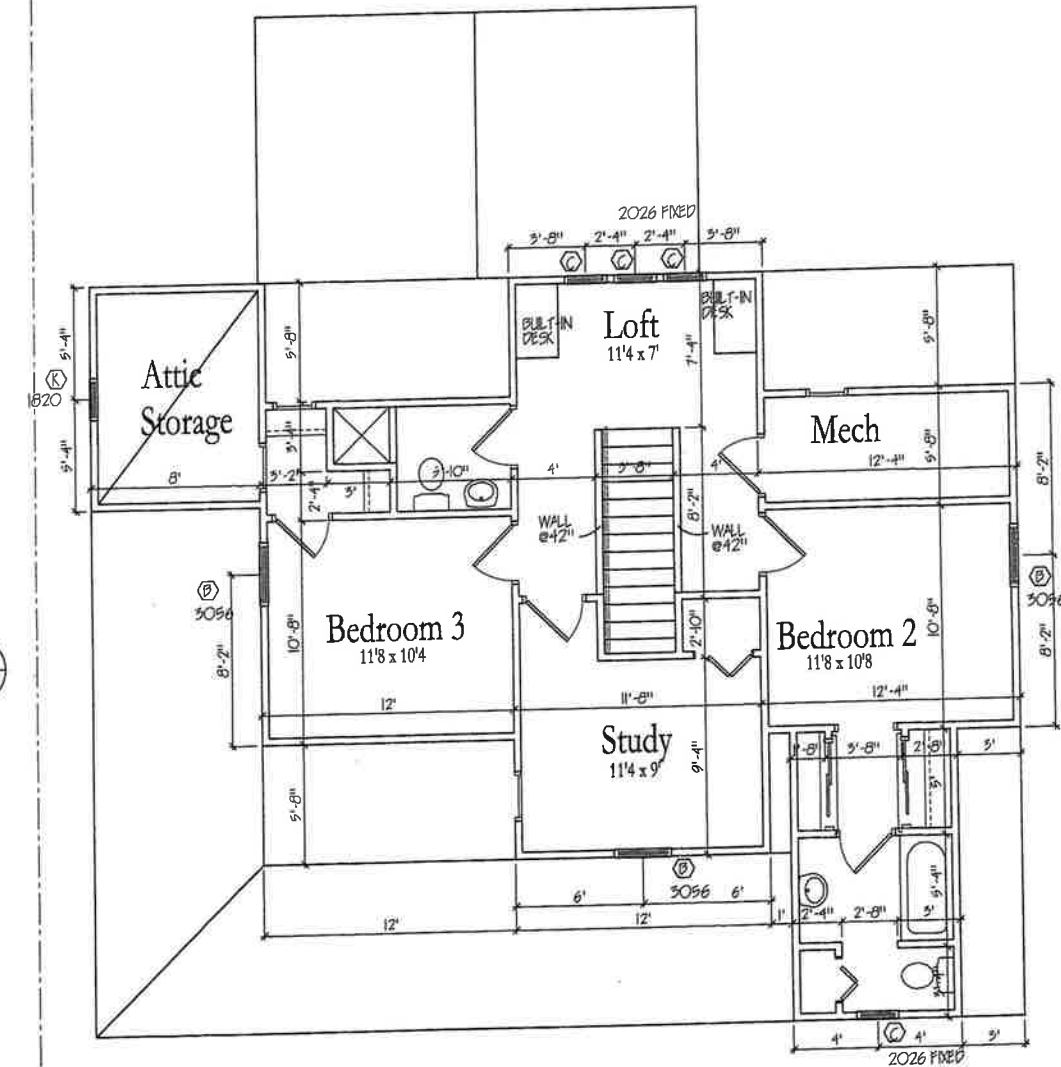 2026 FIXED
3'-8" 2'-4" 2'-4" 3'-8"
C C C
BUILT-IN
DESK
Loft
11'4 x 7'
BUILT-IN
DESK
5'-4"
K
1820
5'-4"
Attic
Storage
8'
5'-8"
3'-4"
3'-2"
2'-4"
3'
4'
7'-4"
4'
5'-8"
Mech
12'-4"
5'-8"
8'-2"
WALL
@42"
8'-2"
WALL
@42"
B
3056
8'-2"
10'-8"
Bedroom 3
11'8 x 10'4
12'
2'-10"
Bedroom 2
11'8 x 10'8
10'-8"
12'-4"
B
3056
8'-2"
11'-8"
Study
11'4 x 9'
9'-4"
5'-8"
3'-8" 2'-8" 3'
5'
B
3056
6' 6'
12' 12' 1'
2'-4" 2'-8" 3'
5'-4"
3'-4"
4' C 4' 3'
2026 FIXED